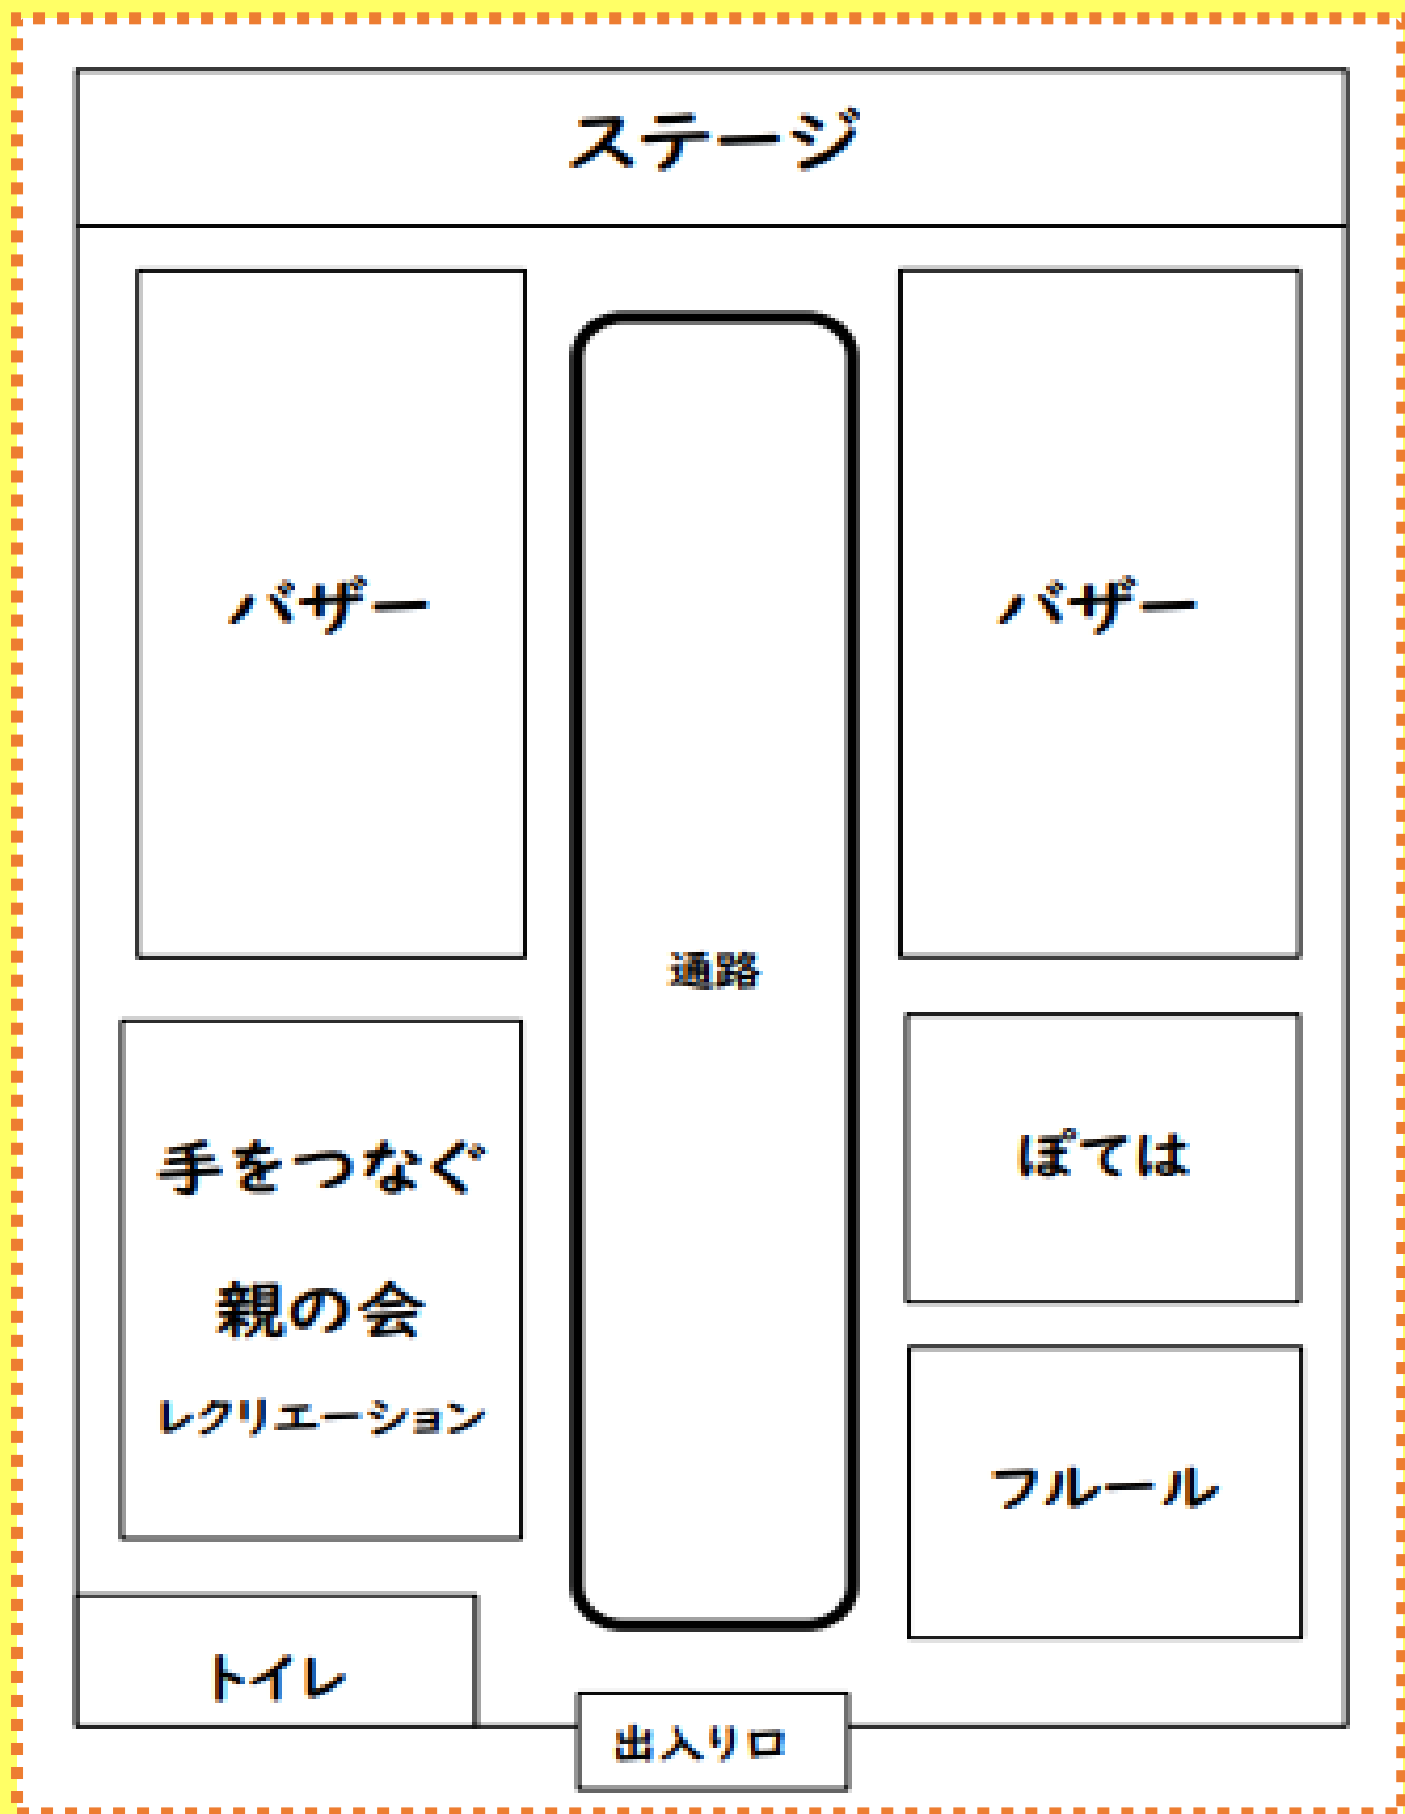 ステージ
バザー
バザー
通路
手をつなぐ
親の会
レクリエーション
ぽては
フルール
トイレ
出入り口